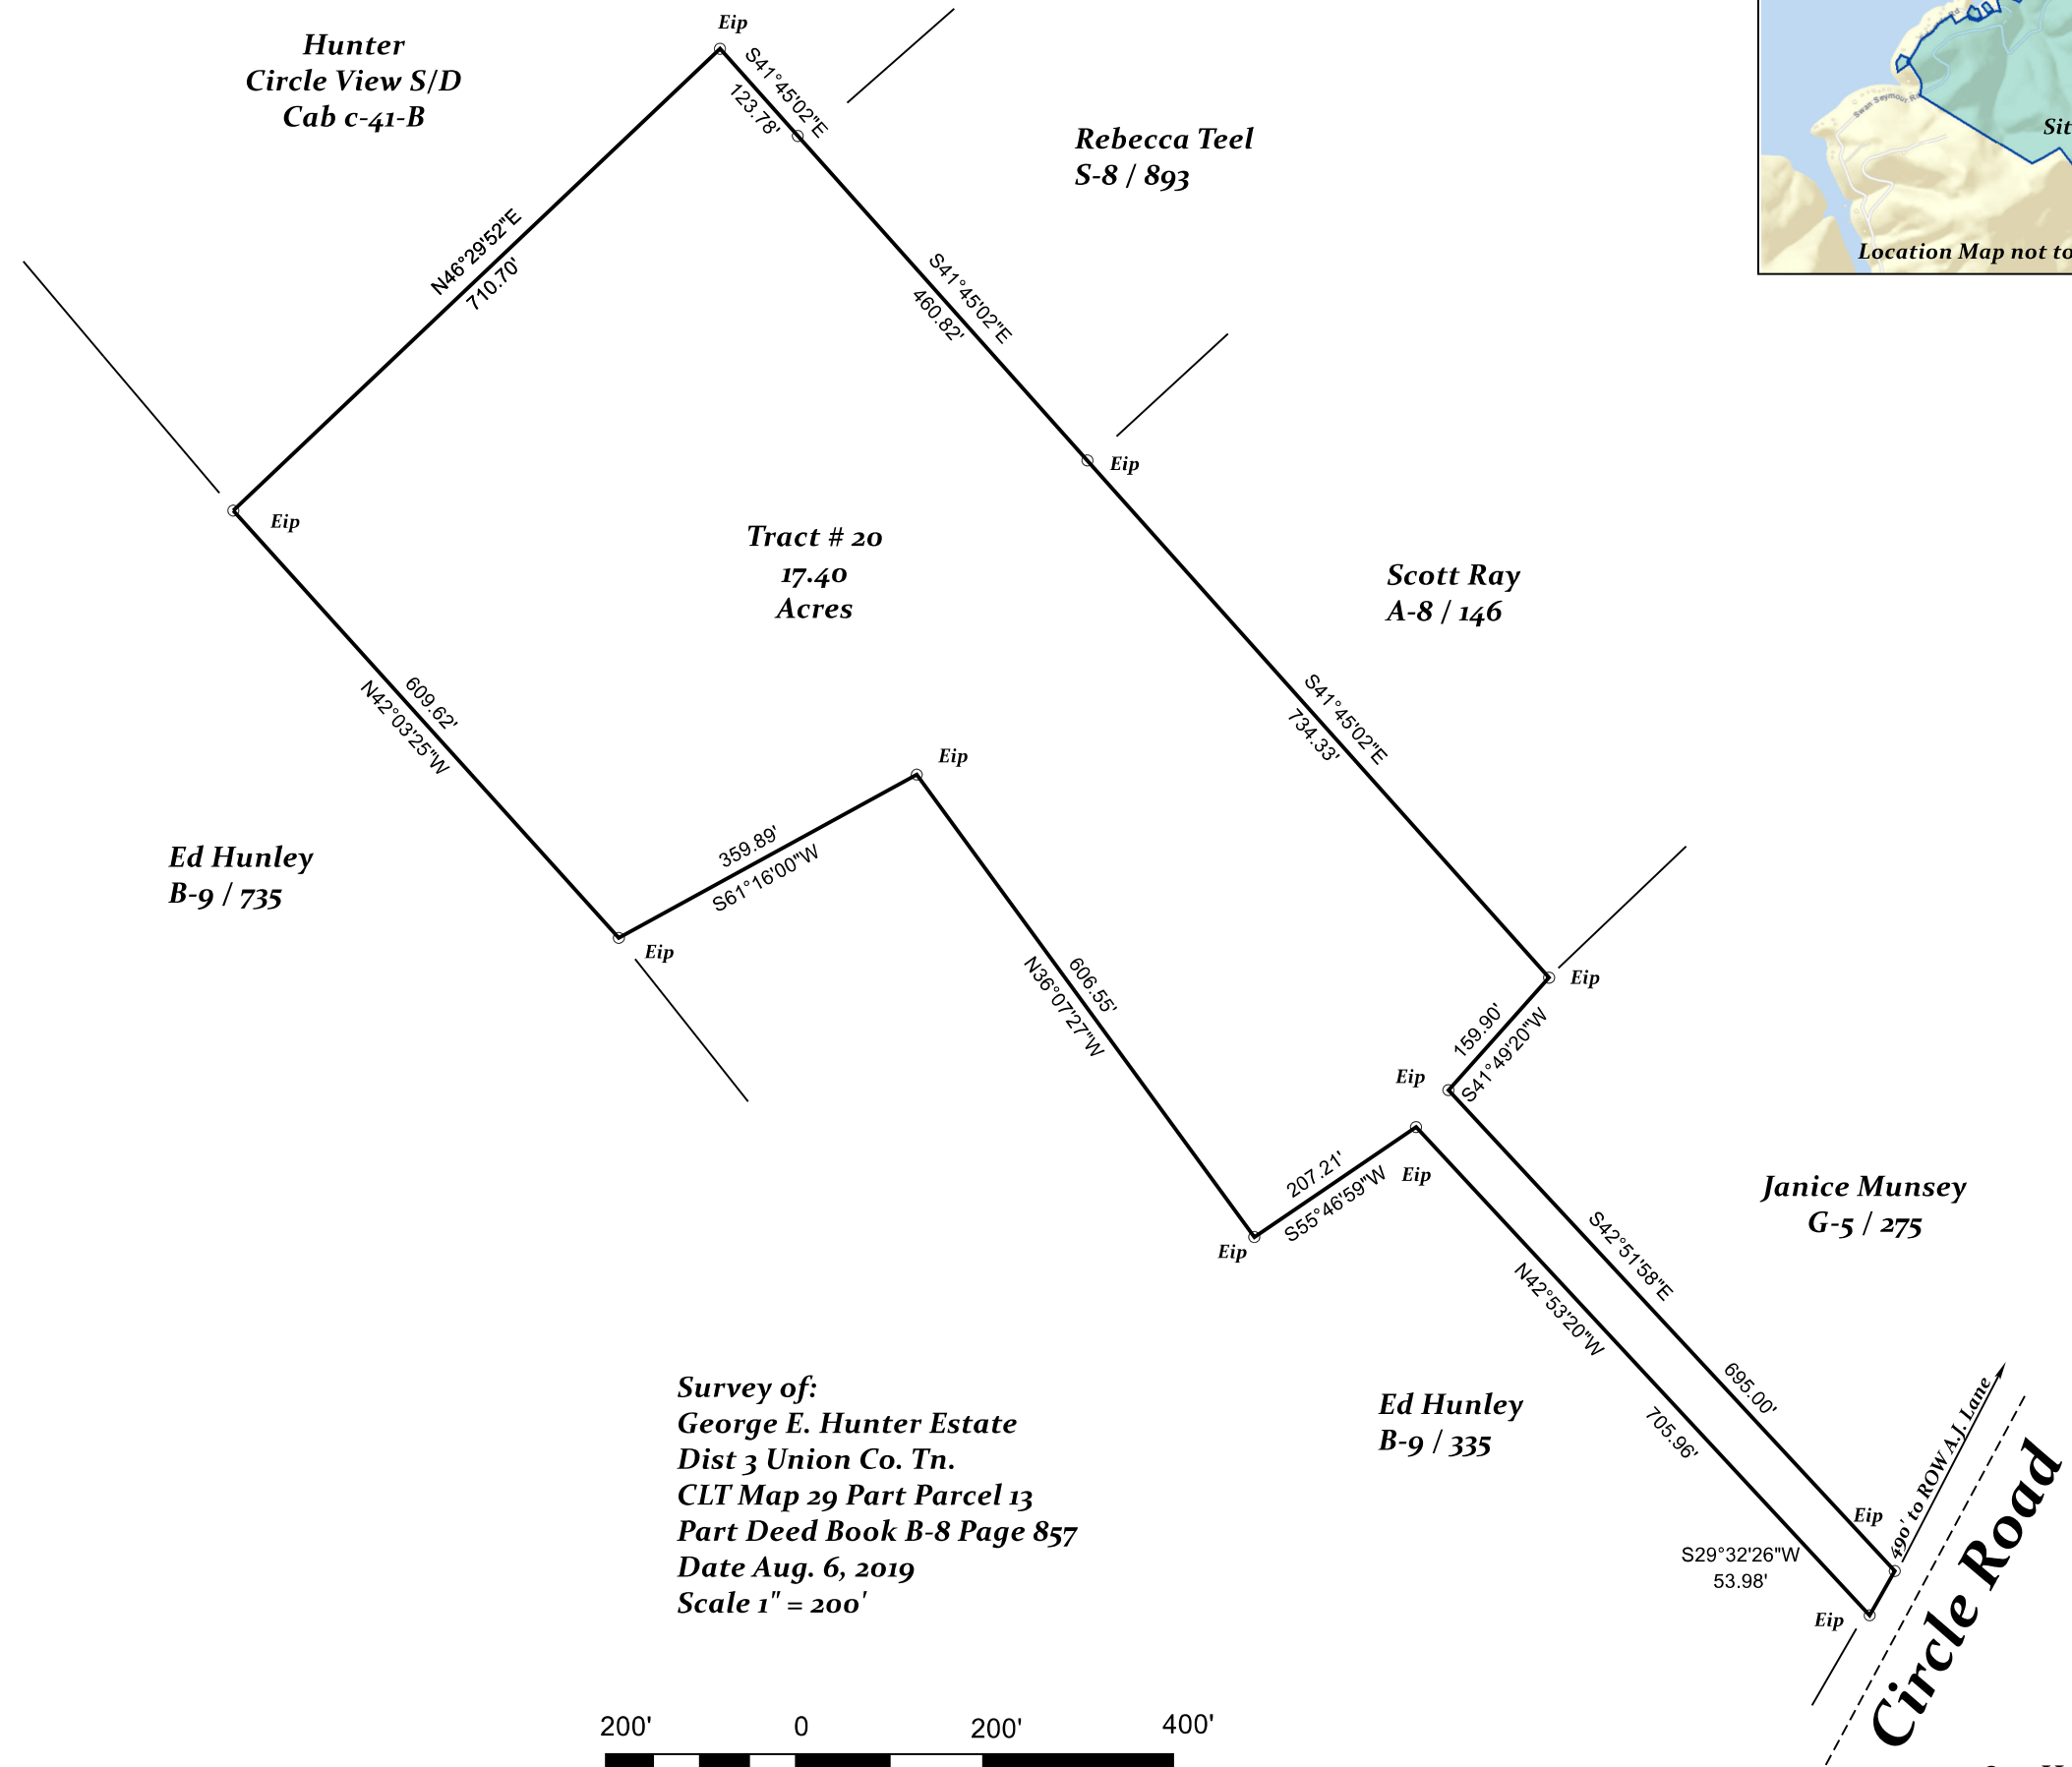 Eip
Hunter
Circle View S/D
Cab c-41-B
S41°45'02"E
123.78'
Rebecca Teel
S-8 / 893
Swan Seymour R
Sit
Location Map not to
N46°29'52"E
710.70'
S41°45'02"E
460.82'
Eip
Eip
Tract # 20
17.40
Acres
Scott Ray
A-8 / 146
609.62'
N42°03'25"W
S41°45'02"E
734.33'
Eip
359.89'
S61°16'00"W
Ed Hunley
B-9 / 735
Eip
606.55'
N36°07'27"W
Eip
159.90'
S41°49'20"W
Eip
207.21'
S55°46'59"W
Eip
Eip
Janice Munsey
G-5 / 275
S42°51'58"E
695.00'
N42°53'20"W
705.96'
Ed Hunley
B-9 / 335
Survey of:
George E. Hunter Estate
Dist 3 Union Co. Tn.
CLT Map 29 Part Parcel 13
Part Deed Book B-8 Page 857
Date Aug. 6, 2019
Scale 1" = 200'
Eip
490' to ROW A.J. Lane
S29°32'26"W
53.98'
Eip
Circle Road
200' 0 200' 400'